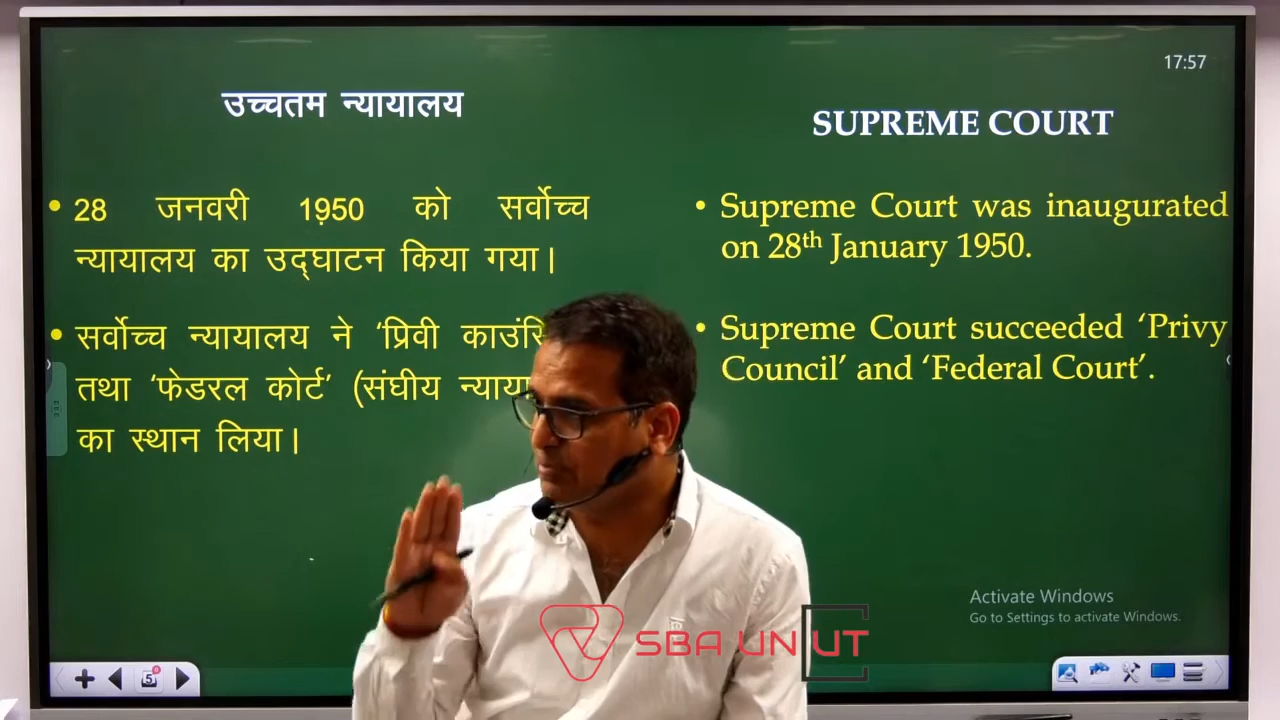 17:57
उच्चतम न्यायालय
• 28 जनवरी 1950 को सर्वोच्च
न्यायालय का उद्घाटन किया गया।
• सर्वोच्च न्यायालय ने 'प्रिवी
तथा 'फेडरल कोर्ट' (संघीय
का स्थान लिया।
SUPREME COURT
• Supreme Court was inaugurated
on 28th January 1950.
• Supreme Court succeeded ‘Privy
Council’ and ‘Federal Court’.
Activate Windows
Go to Settings to activate Windows.
SBA UN UT
5